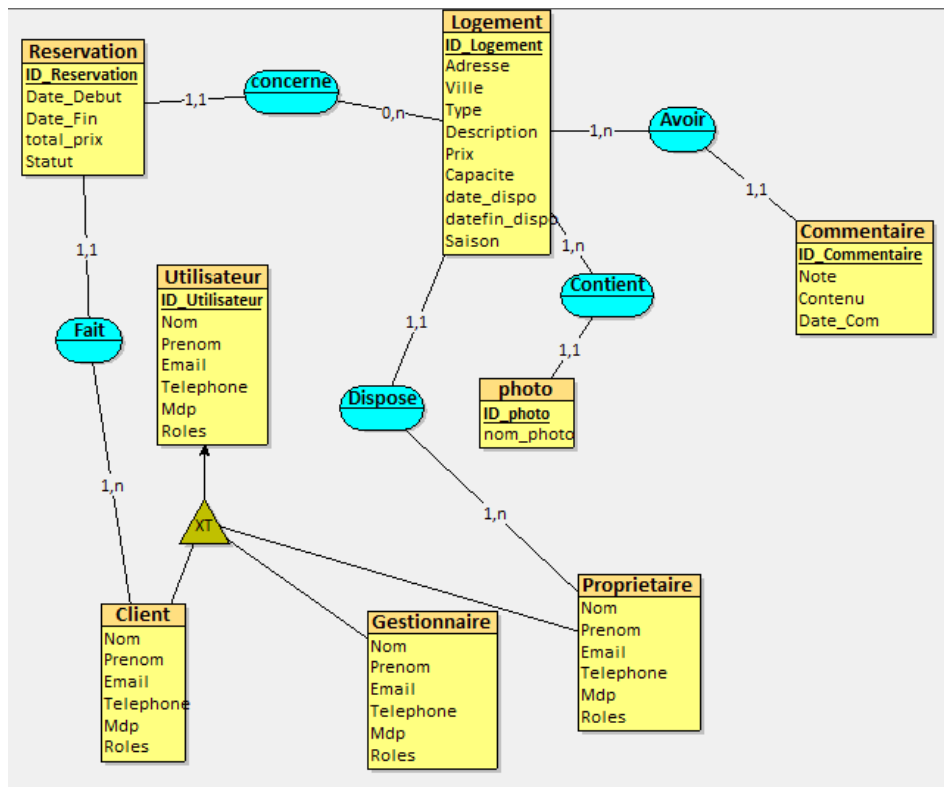 Reservation
ID_Reservation
Date_Debut
Date_Fin
total_prix
Statut
1,1
concerne
0,n
Logement
ID_Logement
Adresse
Ville
Type
Description
Prix
Capacite
date_dispo
datefin_dispo
Saison
1,n
Avoir
1,1
Commentaire
ID_Commentaire
Note
Contenu
Date_Com
1,n
Contient
1,1
photo
ID_photo
nom_photo
1,1
Dispose
1,n
1,1
Fait
1,n
Utilisateur
ID_Utilisateur
Nom
Prenom
Email
Telephone
Mdp
Roles
XT
Client
Nom
Prenom
Email
Telephone
Mdp
Roles
Gestionnaire
Nom
Prenom
Email
Telephone
Mdp
Roles
Proprietaire
Nom
Prenom
Email
Telephone
Mdp
Roles